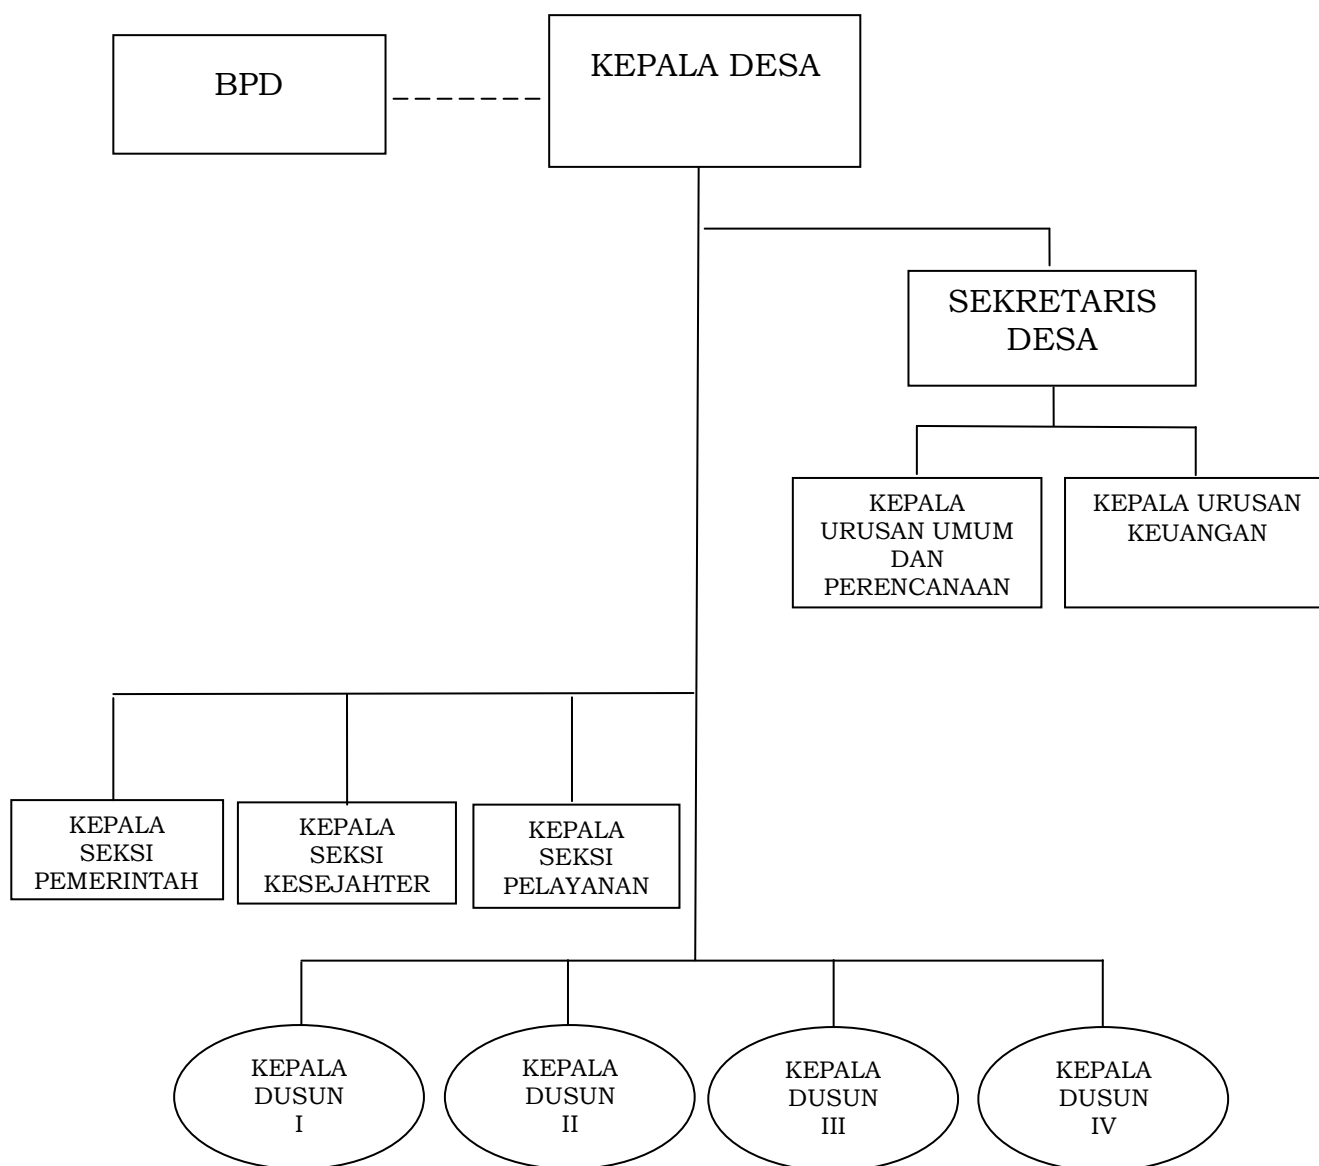 BPD
KEPALA DESA
SEKRETARIS
DESA
KEPALA
URUSAN UMUM
DAN
PERENCANAAN
KEPALA URUSAN
KEUANGAN
KEPALA
SEKSI
PEMERINTAH
KEPALA
SEKSI
KESEJAHTER
KEPALA
SEKSI
PELAYANAN
KEPALA
DUSUN
I
KEPALA
DUSUN
II
KEPALA
DUSUN
III
KEPALA
DUSUN
IV